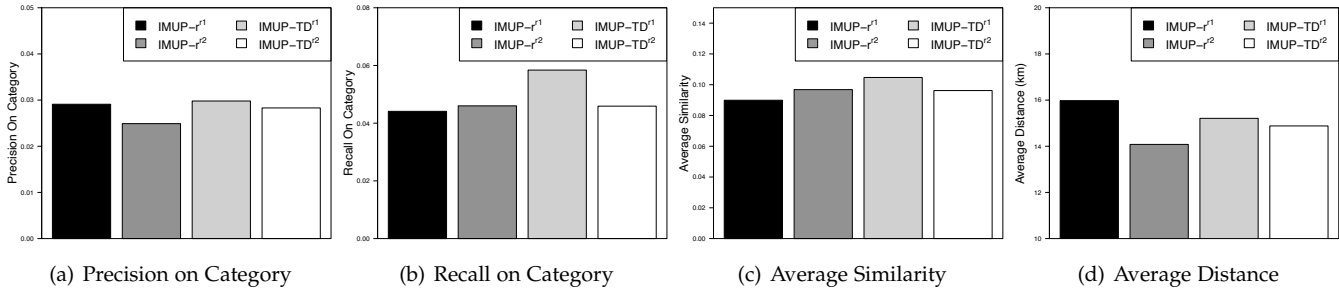 Precision On Category
0.00
0.01
0.02
0.03
0.04
0.05
IMUP−r^r1
IMUP−r^r2
IMUP−TD^r1
IMUP−TD^r2
(a) Precision on Category
Recall On Category
0.00
0.02
0.04
0.06
0.08
IMUP−r^r1
IMUP−r^r2
IMUP−TD^r1
IMUP−TD^r2
(b) Recall on Category
Average Similarity
0.00
0.02
0.04
0.06
0.08
0.10
0.12
0.14
IMUP−r^r1
IMUP−r^r2
IMUP−TD^r1
IMUP−TD^r2
(c) Average Similarity
Average Distance (km)
10
12
14
16
18
20
IMUP−r^r1
IMUP−r^r2
IMUP−TD^r1
IMUP−TD^r2
(d) Average Distance